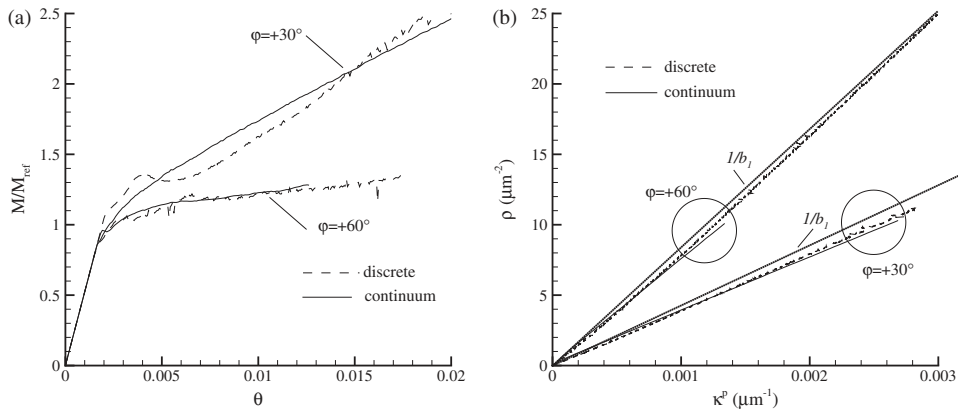 (a)
2.5
2
1.5
1
0.5
0
M/M_ref
φ=+30°
φ=+60°
discrete
continuum
0
0.005
0.01
0.015
0.02
θ
(b)
25
20
15
10
5
0
ρ (μm⁻²)
discrete
continuum
1/b₁
φ=+60°
1/b₁
φ=+30°
0
0.001
0.002
0.003
κᵖ (μm⁻¹)